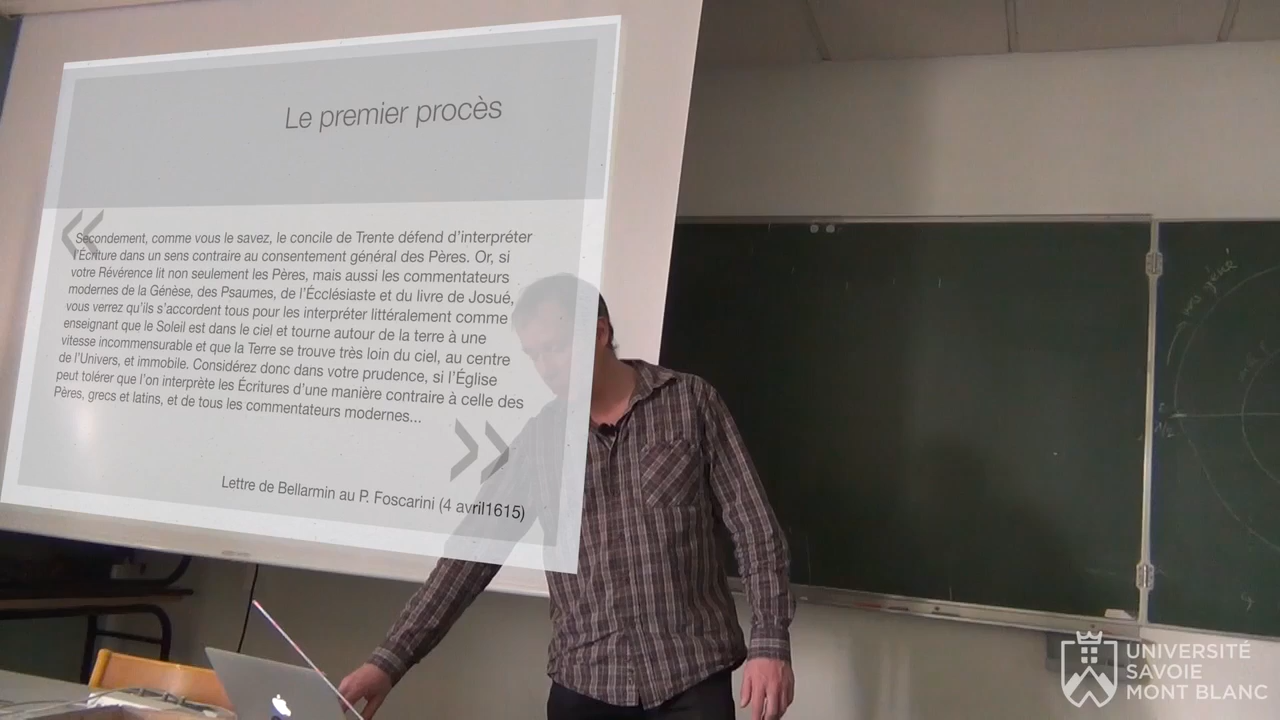 Le premier procès
«
Secondement, comme vous le savez, le concile de Trente défend d'interpréter
l'Écriture dans un sens contraire au consentement général des Pères. Or, si
votre Révérence lit non seulement les Pères, mais aussi les commentateurs
modernes de la Génèse, des Psaumes, de l'Écclésiaste et du livre de Josué,
vous verrez qu'ils s'accordent tous pour les interpréter littéralement comme
enseignant que le Soleil est dans le ciel et tourne autour de la terre à une
vitesse incommensurable et que la Terre se trouve très loin du ciel, au centre
de l'Univers, et immobile. Considérez donc dans votre prudence, si l'Église
peut tolérer que l'on interprète les Écritures d'une manière contraire à celle des
Pères, grecs et latins, et de tous les commentateurs modernes...
»
Lettre de Bellarmin au P. Foscarini (4 avril1615)
UNIVERSITÉ
SAVOIE
MONT BLANC